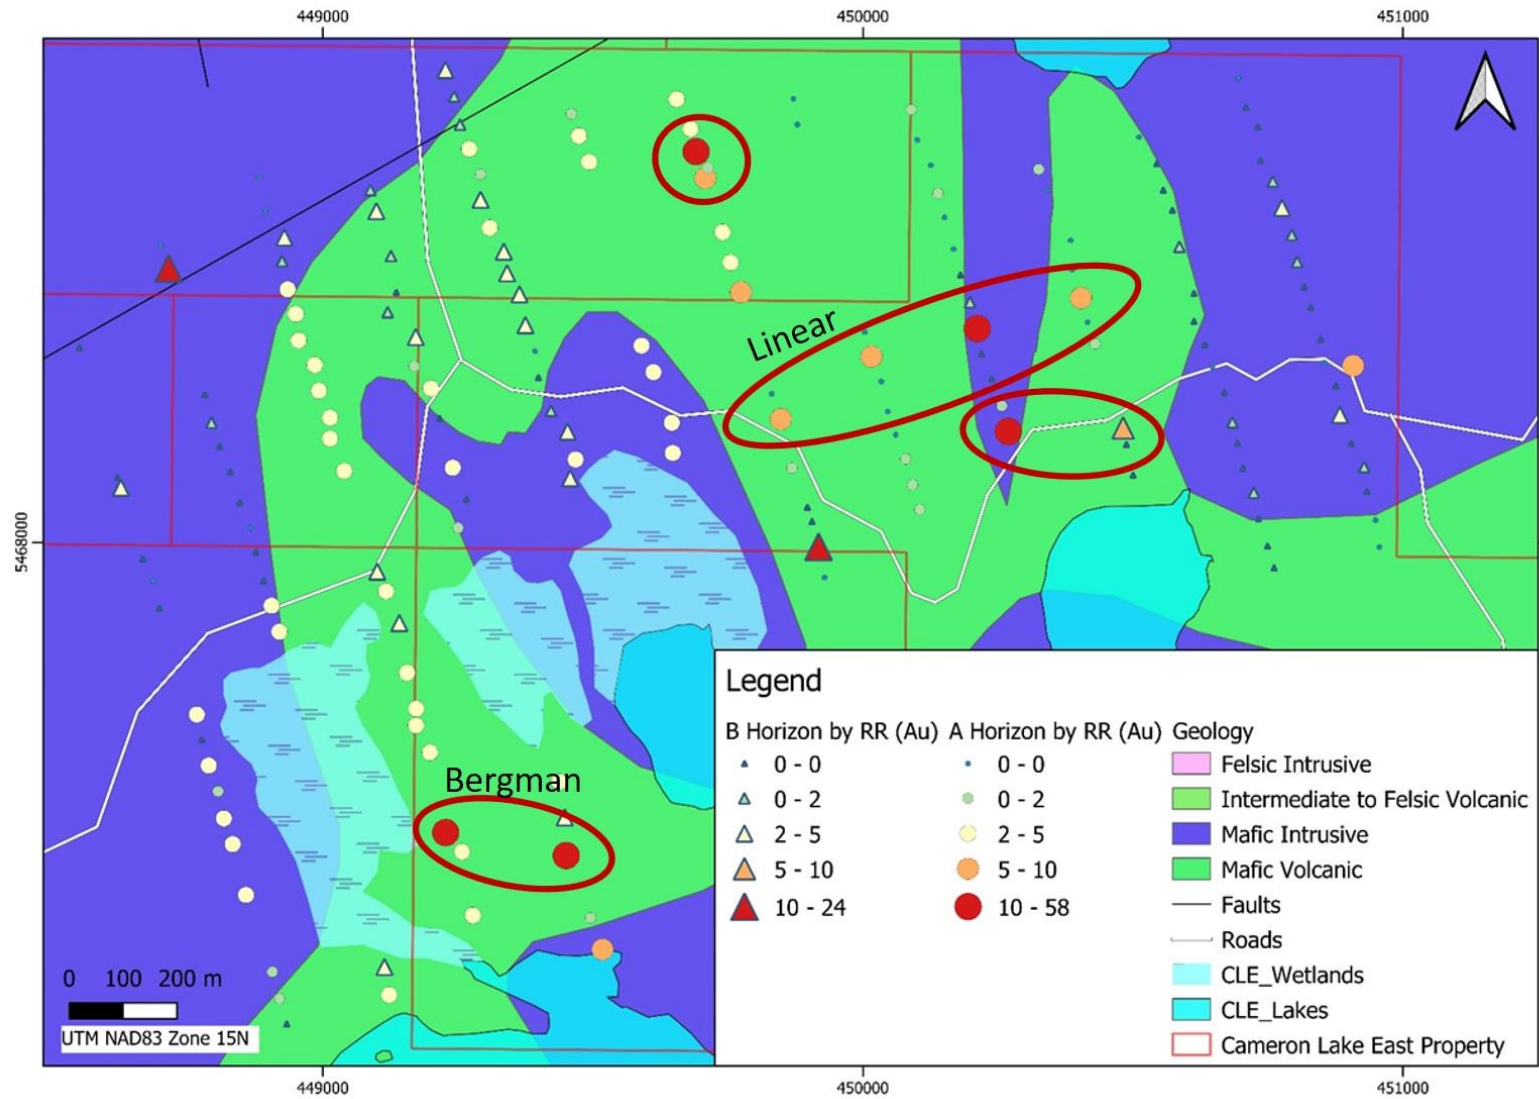 449000
450000
451000
Linear
5468000
Bergman
0 100 200 m
UTM NAD83 Zone 15N
Legend
B Horizon by RR (Au)
0 - 0
0 - 2
2 - 5
5 - 10
10 - 24
A Horizon by RR (Au)
0 - 0
0 - 2
2 - 5
5 - 10
10 - 58
Geology
Felsic Intrusive
Intermediate to Felsic Volcanic
Mafic Intrusive
Mafic Volcanic
Faults
Roads
CLE_Wetlands
CLE_Lakes
Cameron Lake East Property
449000
450000
451000